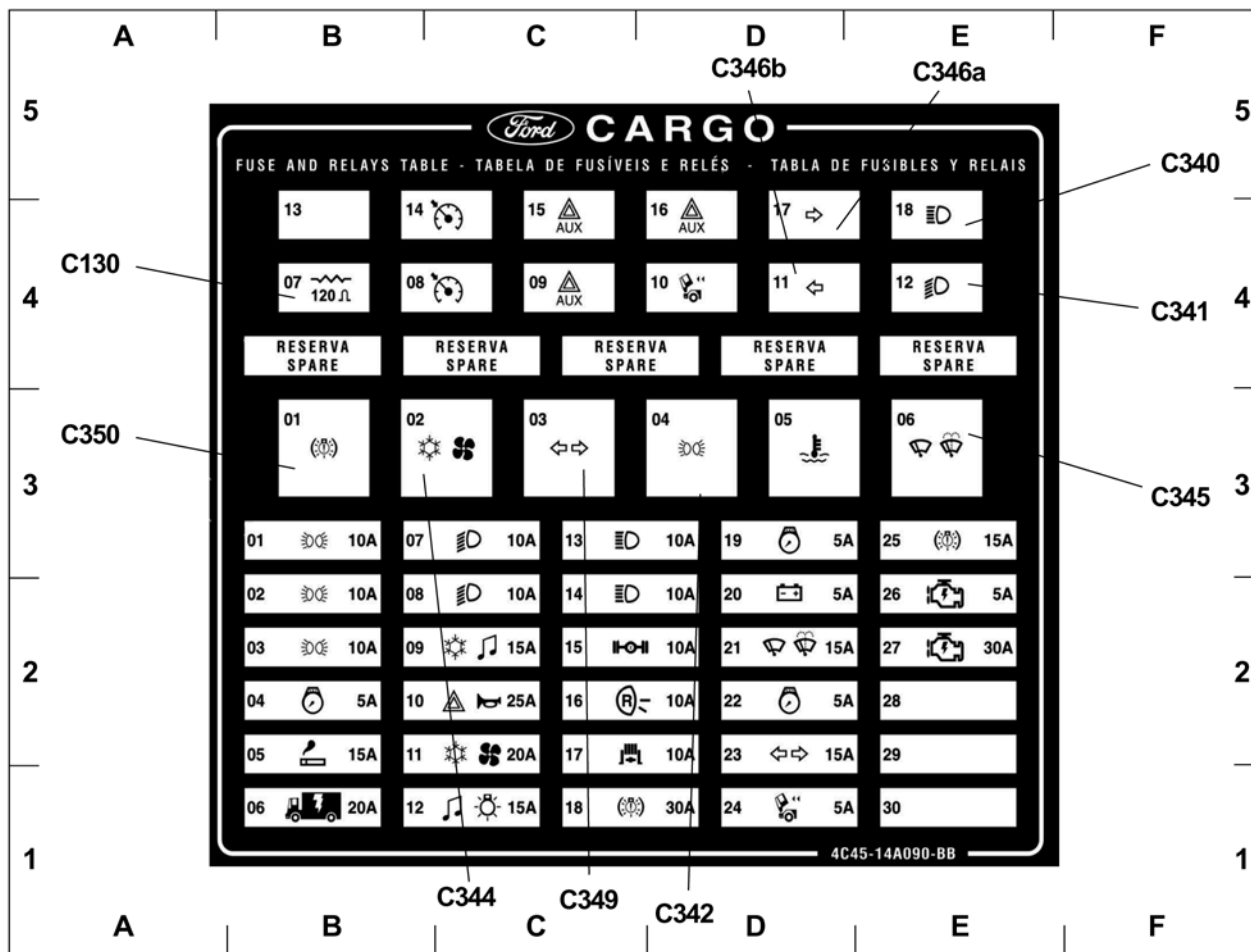 A B C D E F
C346b C346a
5 5
Ford CARGO
FUSE AND RELAYS TABLE - TABELA DE FUSÍVEIS E RELÉS - TABLA DE FUSIBLES Y RELAIS
C340
13 14 15 AUX 16 AUX 17 18
C130
4 07 120 Ω 08 09 AUX 10 11 12 4
C341
RESERVA RESERVA RESERVA RESERVA RESERVA
SPARE SPARE SPARE SPARE SPARE
01 02 03 04 05 06
C350
3 3
C345
01 10A 07 10A 13 10A 19 5A 25 15A
02 10A 08 10A 14 10A 20 5A 26 5A
03 10A 09 15A 15 10A 21 15A 27 30A
2 2
04 5A 10 25A 16 R 10A 22 5A 28
05 15A 11 20A 17 10A 23 15A 29
06 20A 12 15A 18 30A 24 5A 30
1 4C45-14A090-BB 1
C344 C349 C342
A B C D E F